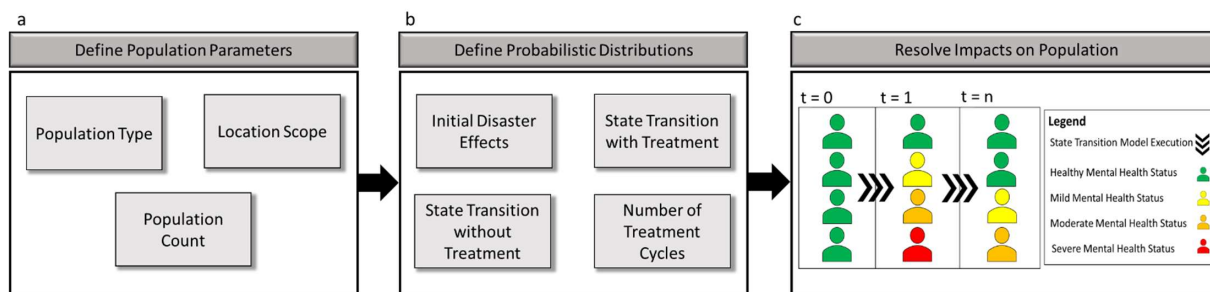 a
Define Population Parameters
Population Type
Location Scope
Population
Count
b
Define Probabilistic Distributions
Initial Disaster
Effects
State Transition
with Treatment
State Transition
without
Treatment
Number of
Treatment
Cycles
c
Resolve Impacts on Population
t = 0
t = 1
t = n
Legend
State Transition Model Execution
Healthy Mental Health Status
Mild Mental Health Status
Moderate Mental Health Status
Severe Mental Health Status